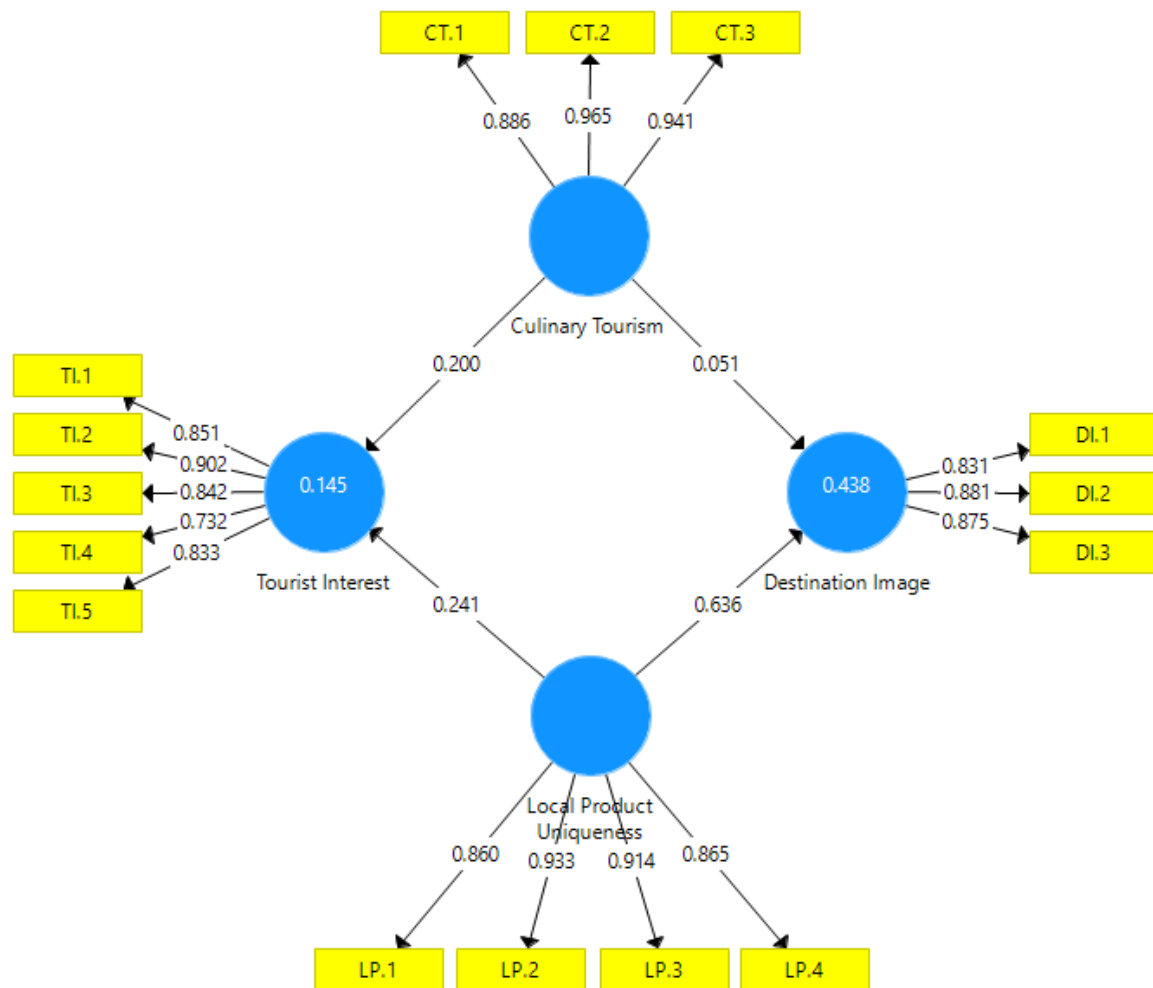 CT.1 CT.2 CT.3
0.886 0.965 0.941
Culinary Tourism
0.200 0.051
TI.1
TI.2
TI.3
TI.4
TI.5
0.851
0.902
0.842
0.732
0.833
0.145
Tourist Interest
0.438
Destination Image
0.831
0.881
0.875
DI.1
DI.2
DI.3
0.241 0.636
Local Product
Uniqueness
0.860 0.933 0.914 0.865
LP.1 LP.2 LP.3 LP.4